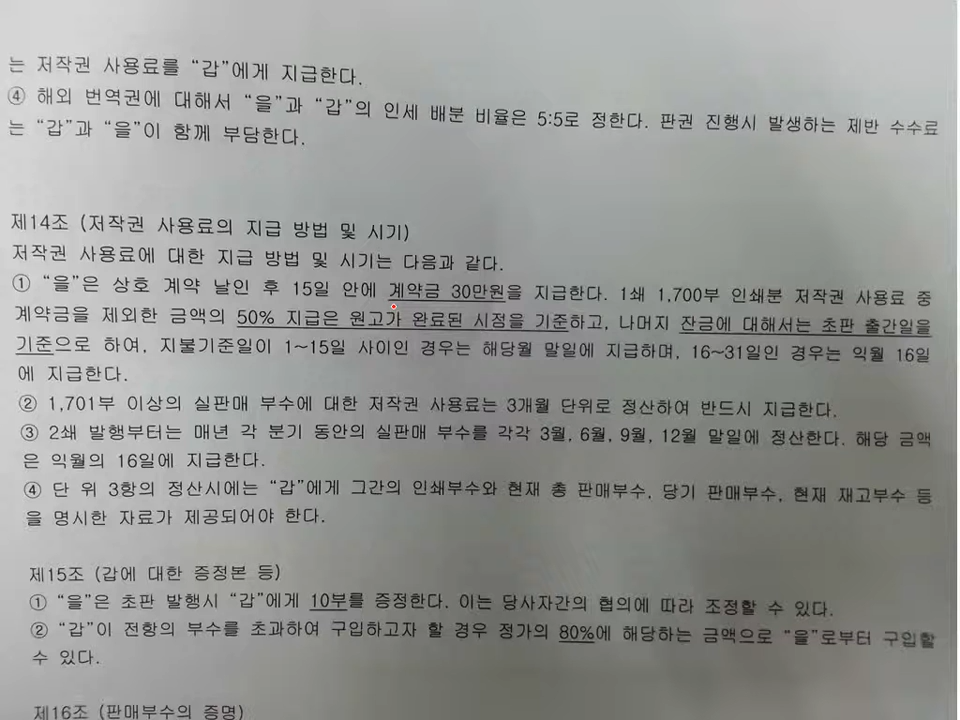 는 저작권 사용료를 “갑”에게 지급한다.
④ 해외 번역권에 대해서 “을”과 “갑”의 인세 배분 비율은 5:5로 정한다. 판권 진행시 발생하는 제반 수수료
는 “갑”과 “을”이 함께 부담한다.
제14조 (저작권 사용료의 지급 방법 및 시기)
저작권 사용료에 대한 지급 방법 및 시기는 다음과 같다.
① “을”은 상호 계약 날인 후 15일 안에 계약금 30만원을 지급한다. 1쇄 1,700부 인쇄분 저작권 사용료 중
계약금을 제외한 금액의 50% 지급은 원고가 완료된 시점을 기준하고, 나머지 잔금에 대해서는 초판 출간일을
기준으로 하여, 지불기준일이 1~15일 사이인 경우는 해당월 말일에 지급하며, 16~31일인 경우는 익월 16일
에 지급한다.
② 1,701부 이상의 실판매 부수에 대한 저작권 사용료는 3개월 단위로 정산하여 반드시 지급한다.
③ 2쇄 발행부터는 매년 각 분기 동안의 실판매 부수를 각각 3월, 6월, 9월, 12월 말일에 정산한다. 해당 금액
은 익월의 16일에 지급한다.
④ 단 위 3항의 정산시에는 “갑”에게 그간의 인쇄부수와 현재 총 판매부수, 당기 판매부수, 현재 재고부수 등
을 명시한 자료가 제공되어야 한다.
제15조 (갑에 대한 증정본 등)
① “을”은 초판 발행시 “갑”에게 10부를 증정한다. 이는 당사자간의 협의에 따라 조정할 수 있다.
② “갑”이 전항의 부수를 초과하여 구입하고자 할 경우 정가의 80%에 해당하는 금액으로 “을”로부터 구입할
수 있다.
제16조 (판매부수의 증명)